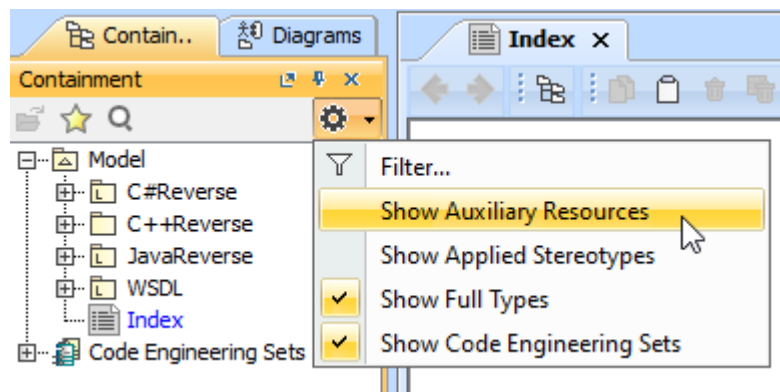 Contain..
Diagrams
Index
Containment
Model
C#Reverse
C++Reverse
JavaReverse
WSDL
Index
Code Engineering Sets
Filter...
Show Auxiliary Resources
Show Applied Stereotypes
Show Full Types
Show Code Engineering Sets